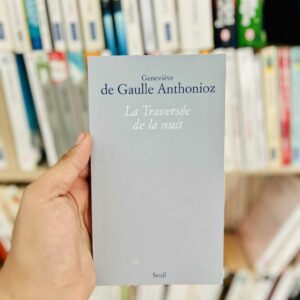 Geneviève
de Gaulle Anthonioz
La Traversée
de la nuit
Seuil